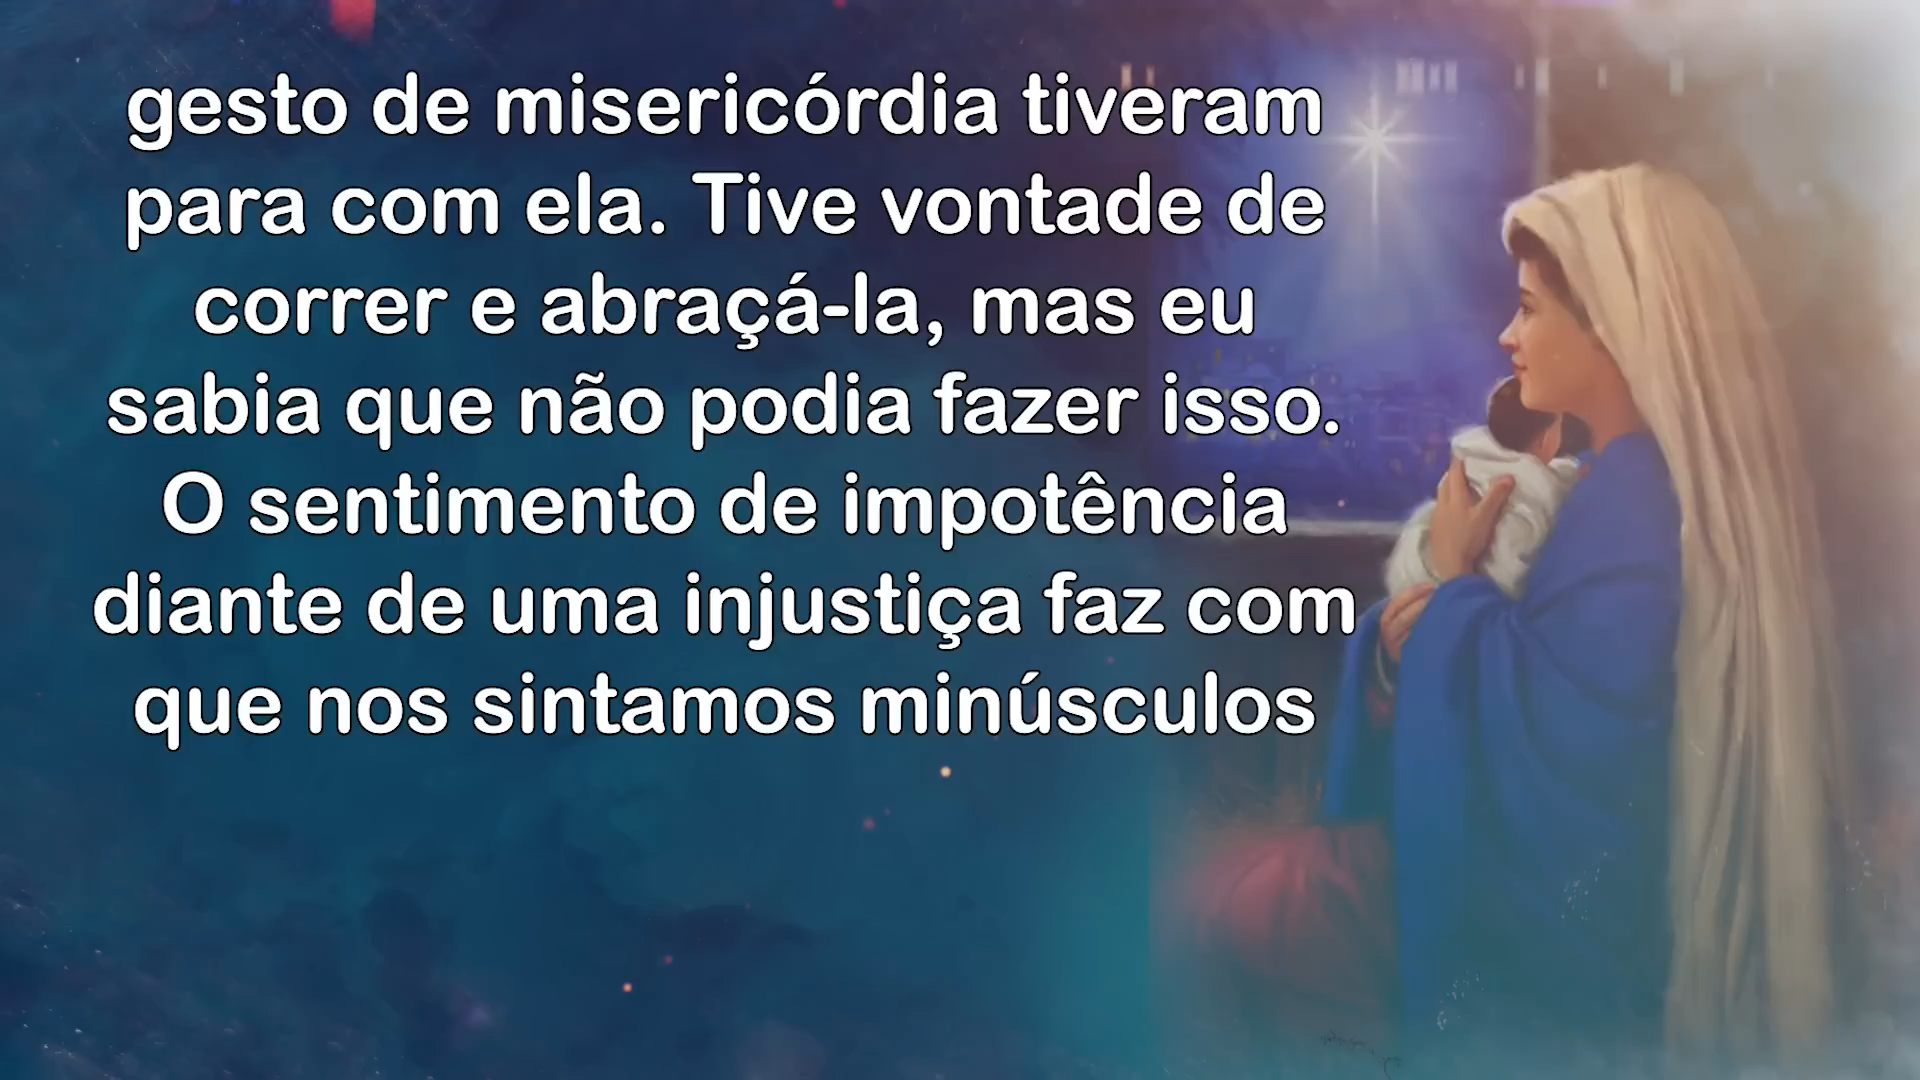 gesto de misericórdia tiveram
para com ela. Tive vontade de
correr e abraçá-la, mas eu
sabia que não podia fazer isso.
O sentimento de impotência
diante de uma injustiça faz com
que nos sintamos minúsculos